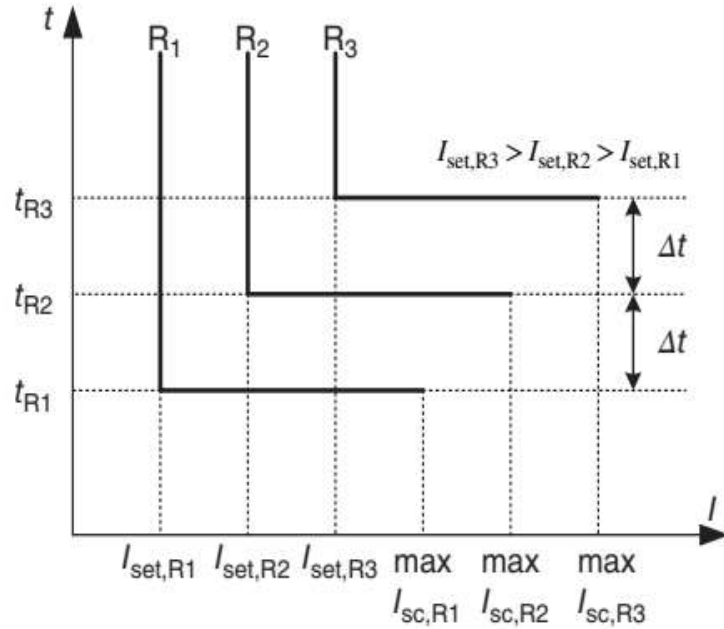 t
R1 R2 R3
Iset,R3 > Iset,R2 > Iset,R1
tR3
Δt
tR2
Δt
tR1
I
Iset,R1 Iset,R2 Iset,R3 max max max
Isc,R1 Isc,R2 Isc,R3